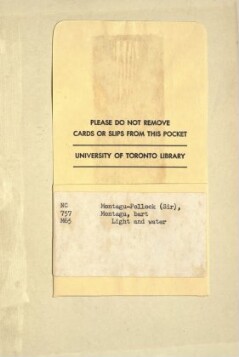 PLEASE DO NOT REMOVE
CARDS OR SLIPS FROM THIS POCKET
UNIVERSITY OF TORONTO LIBRARY
NC Montagu-Pollock (Sir),
757 Montagu, bart
M65 Light and water